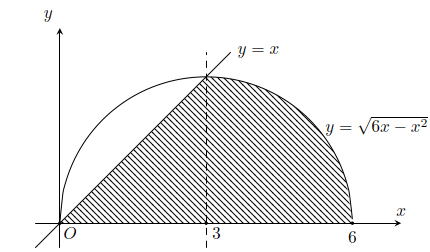 y
y = x
y = √(6x − x²)
x
O
3
6